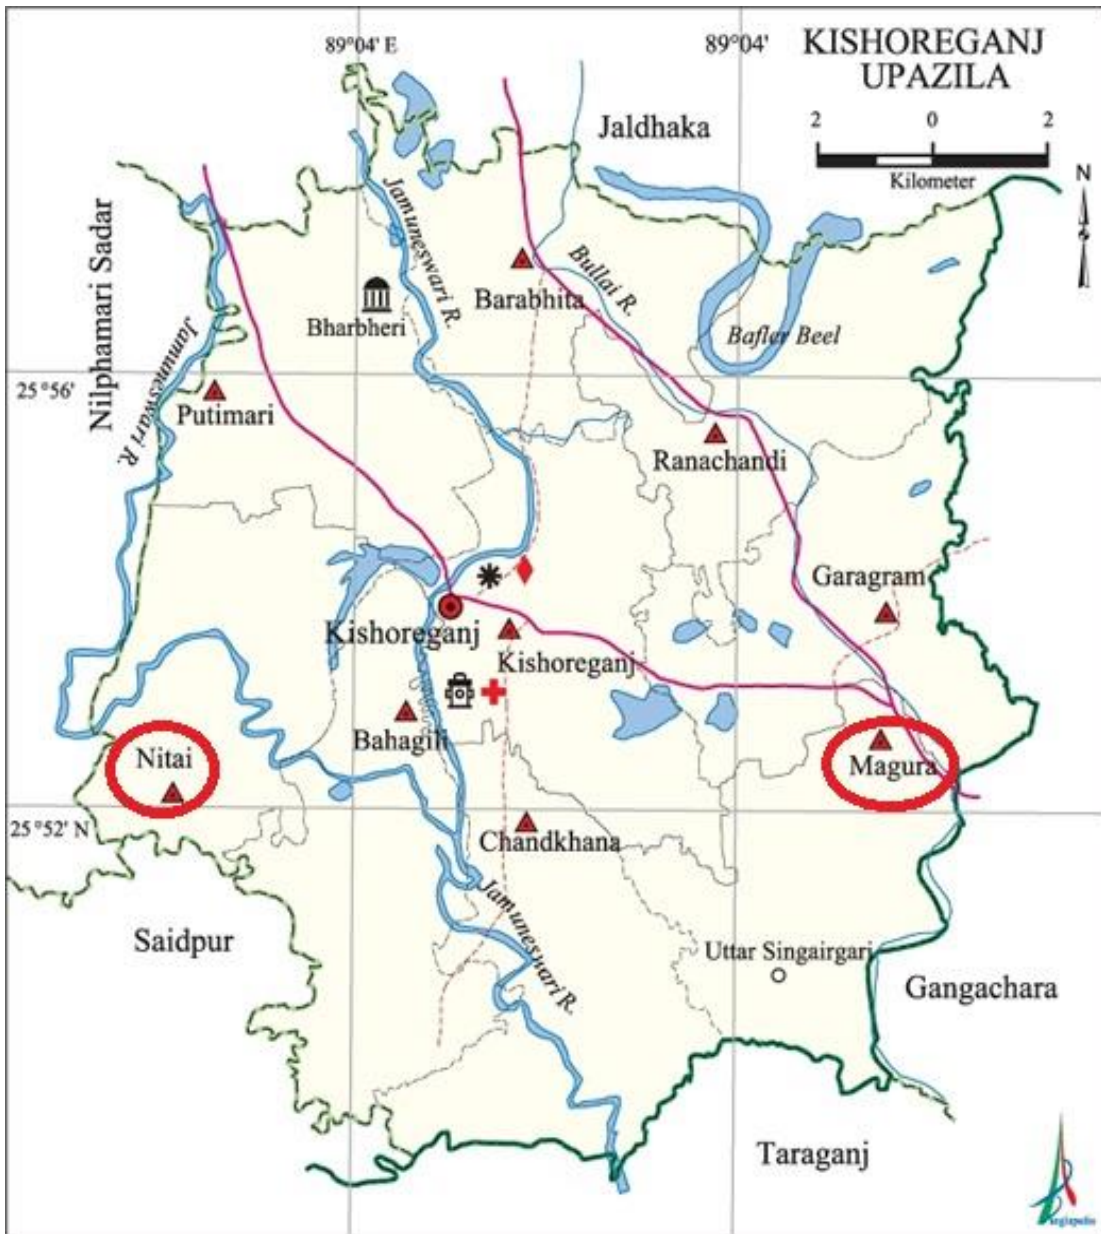 89°04' E
89°04'
KISHOREGANJ
UPAZILA
2 0 2
Kilometer
N
Jaldhaka
Nilphamari Sadar
Jamuneswari R.
Jamuneswari R.
Bullai R.
Barabhita
Bharbheri
Bafler Beel
25°56'
Putimari
Ranachandi
Garagram
Kishoreganj
Kishoreganj
Bahagili
Nitai
Magura
25°52' N
Chandkhana
Jamuneswari R.
Saidpur
Uttar Singairgari
Gangachara
Taraganj